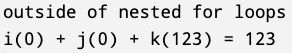 outside of nested for loops
i(0) + j(0) + k(123) = 123